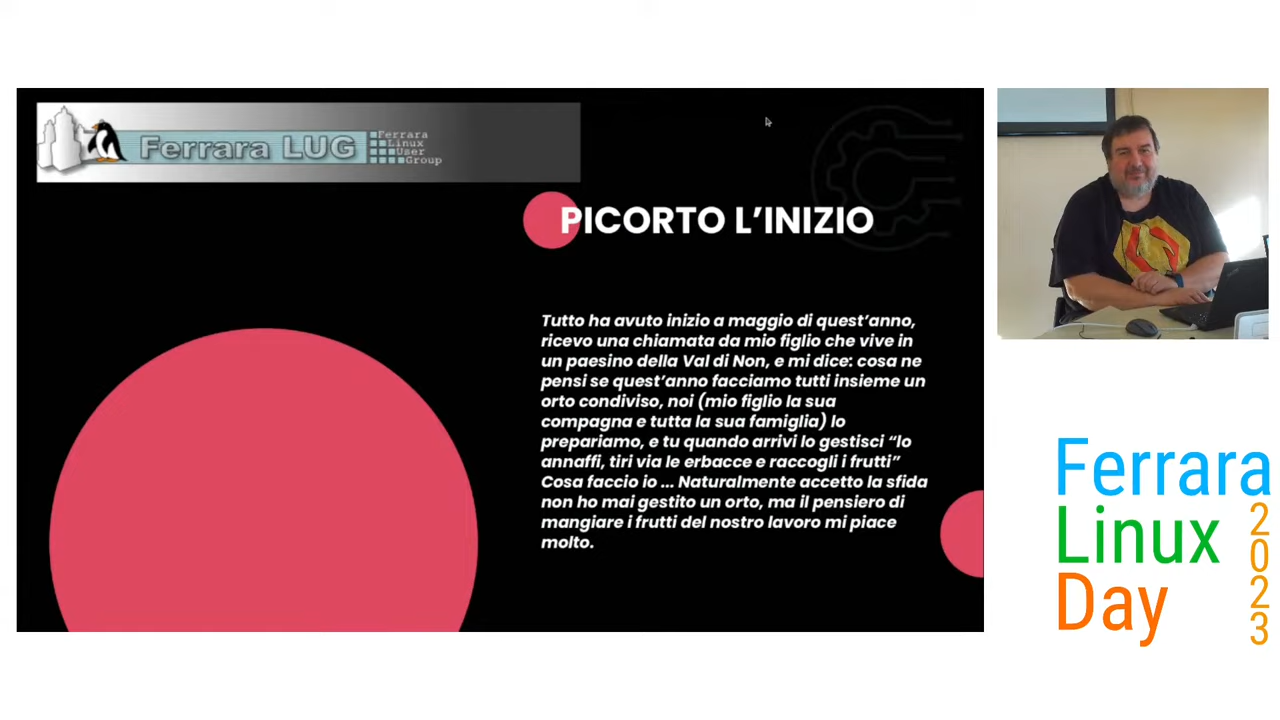 Ferrara LUG
Ferrara
Linux
User
Group
PICORTO L’INIZIO
Tutto ha avuto inizio a maggio di quest’anno,
ricevo una chiamata da mio figlio che vive in
un paesino della Val di Non, e mi dice: cosa ne
pensi se quest’anno facciamo tutti insieme un
orto condiviso, noi (mio figlio la sua
compagna e tutta la sua famiglia) lo
prepariamo, e tu quando arrivi lo gestisci “lo
annaffi, tiri via le erbacce e raccogli i frutti”
Cosa faccio io ... Naturalmente accetto la sfida
non ho mai gestito un orto, ma il pensiero di
mangiare i frutti del nostro lavoro mi piace
molto.
Ferrara
Linux
Day
2023